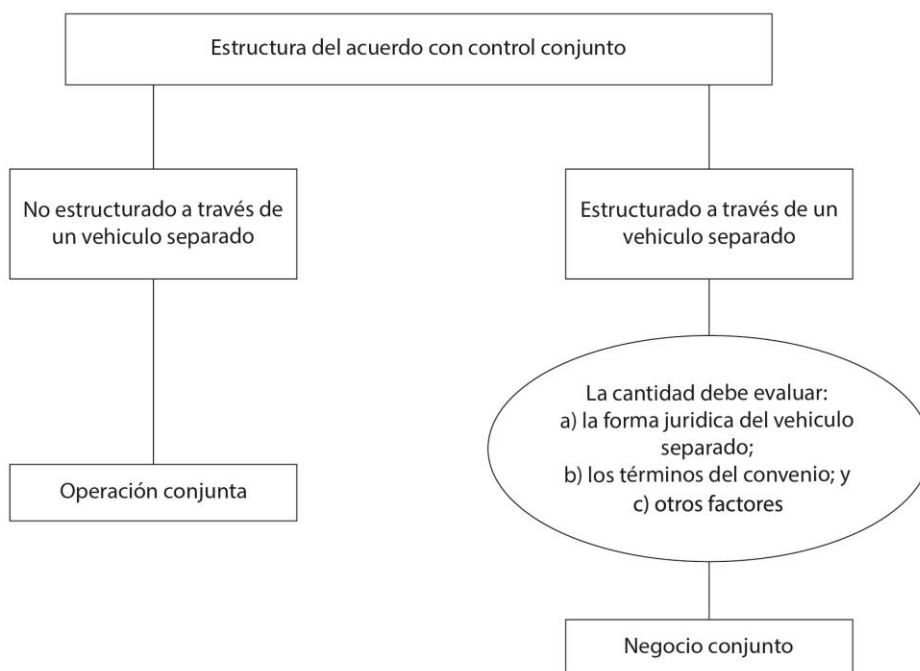 Estructura del acuerdo con control conjunto
No estructurado a través de
un vehiculo separado
Estructurado a través de un
vehiculo separado
La cantidad debe evaluar:
a) la forma juridica del vehiculo
separado;
b) los términos del convenio; y
c) otros factores
Operación conjunta
Negocio conjunto